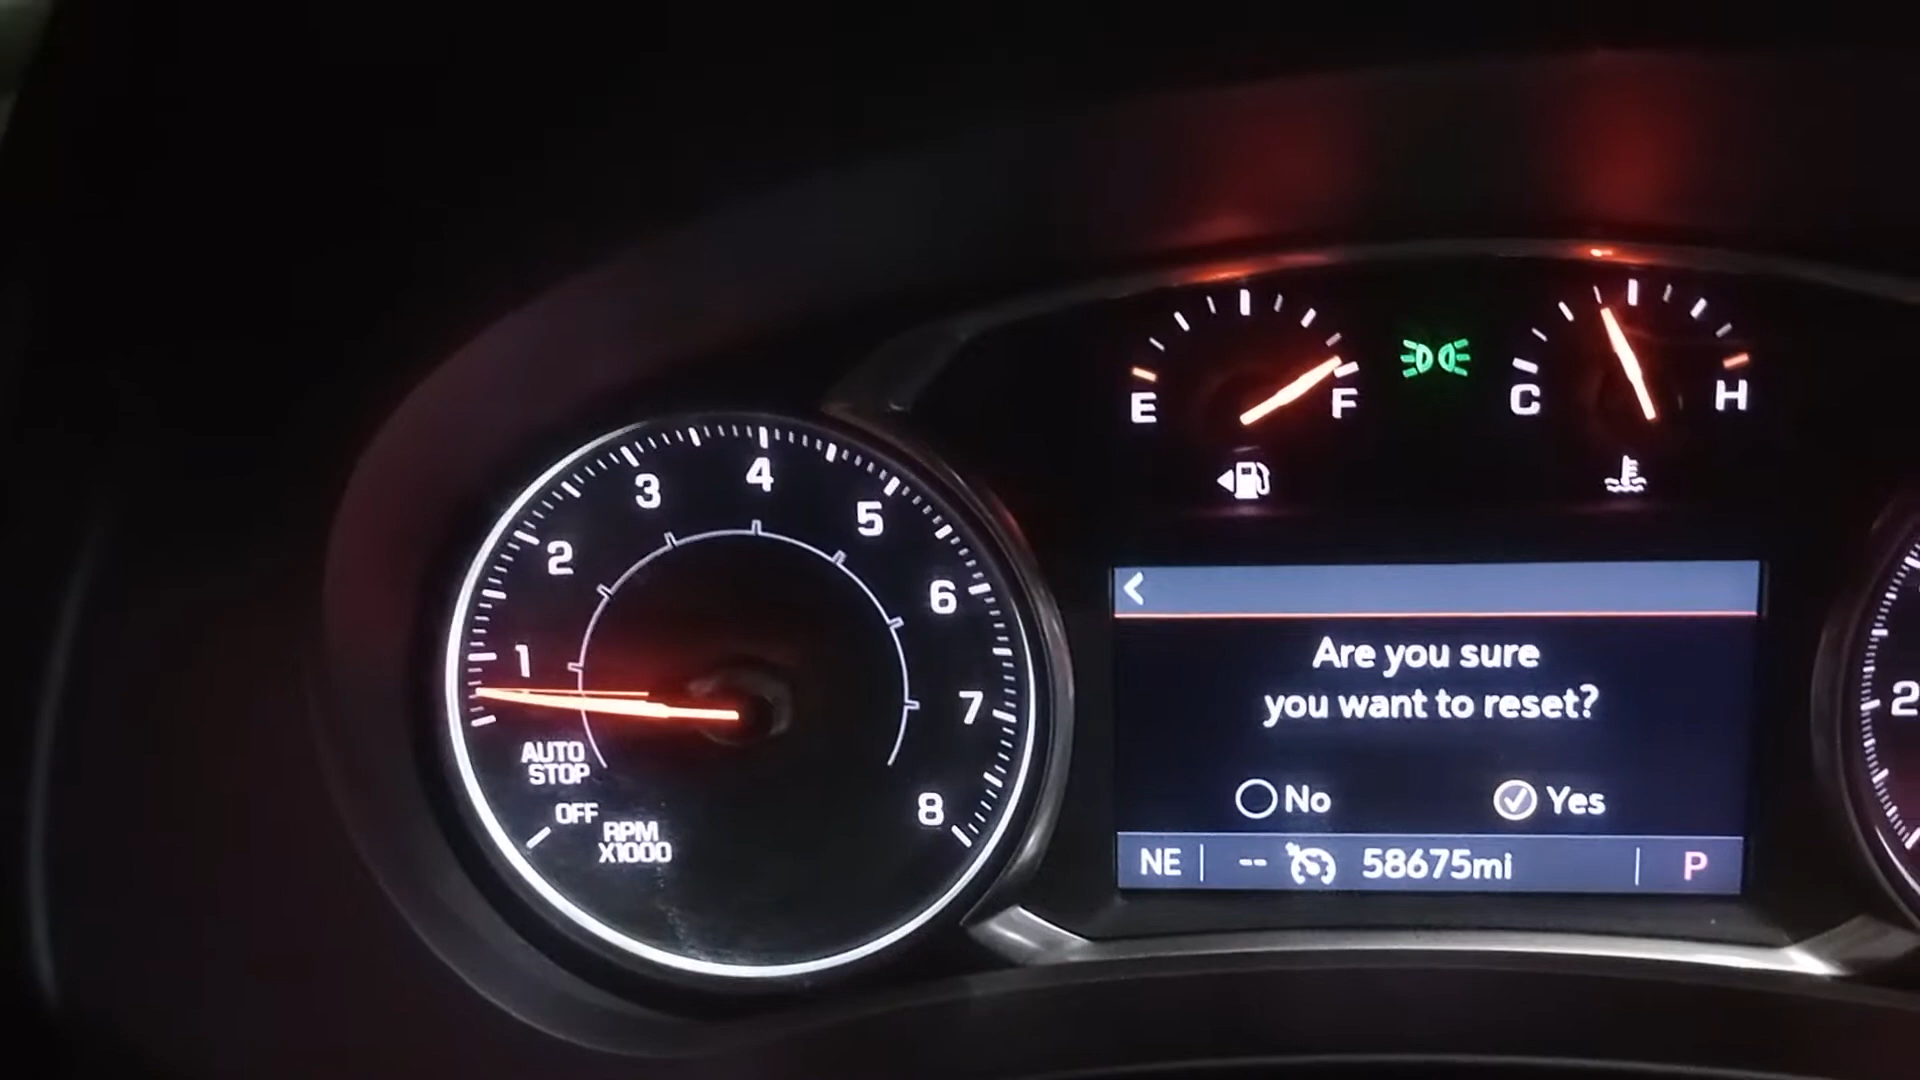 1
2
3
4
5
6
7
8
AUTO
STOP
OFF
RPM
X1000
E
F
C
H
Are you sure
you want to reset?
No
Yes
NE
--
58675mi
P
2